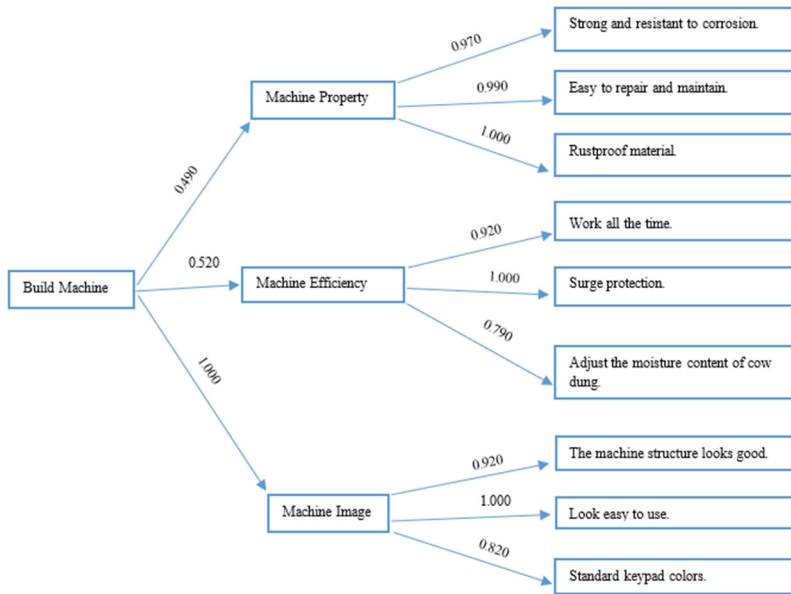 Strong and resistant to corrosion.
0.970
Machine Property
0.990
Easy to repair and maintain.
1.000
Rustproof material.
0.490
Work all the time.
0.920
0.520
Machine Efficiency
1.000
Surge protection.
Build Machine
0.790
Adjust the moisture content of cow
dung.
1.000
The machine structure looks good.
0.920
Machine Image
1.000
Look easy to use.
0.820
Standard keypad colors.